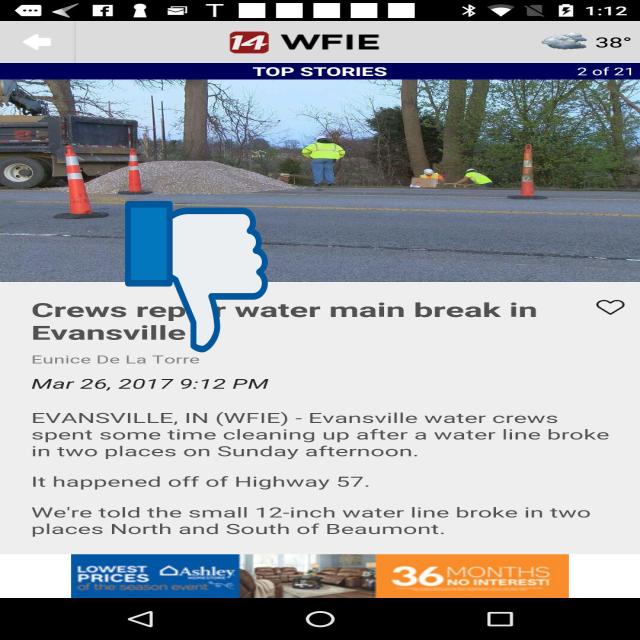 1:12
14 WFIE
38°
TOP STORIES
2 of 21
Crews rep r water main break in
Evansville
Eunice De La Torre
Mar 26, 2017 9:12 PM
EVANSVILLE, IN (WFIE) - Evansville water crews
spent some time cleaning up after a water line broke
in two places on Sunday afternoon.
It happened off of Highway 57.
We're told the small 12-inch water line broke in two
places North and South of Beaumont.
LOWEST
PRICES
of the season event
Ashley
HOMESTORE
36 MONTHS
NO INTEREST!